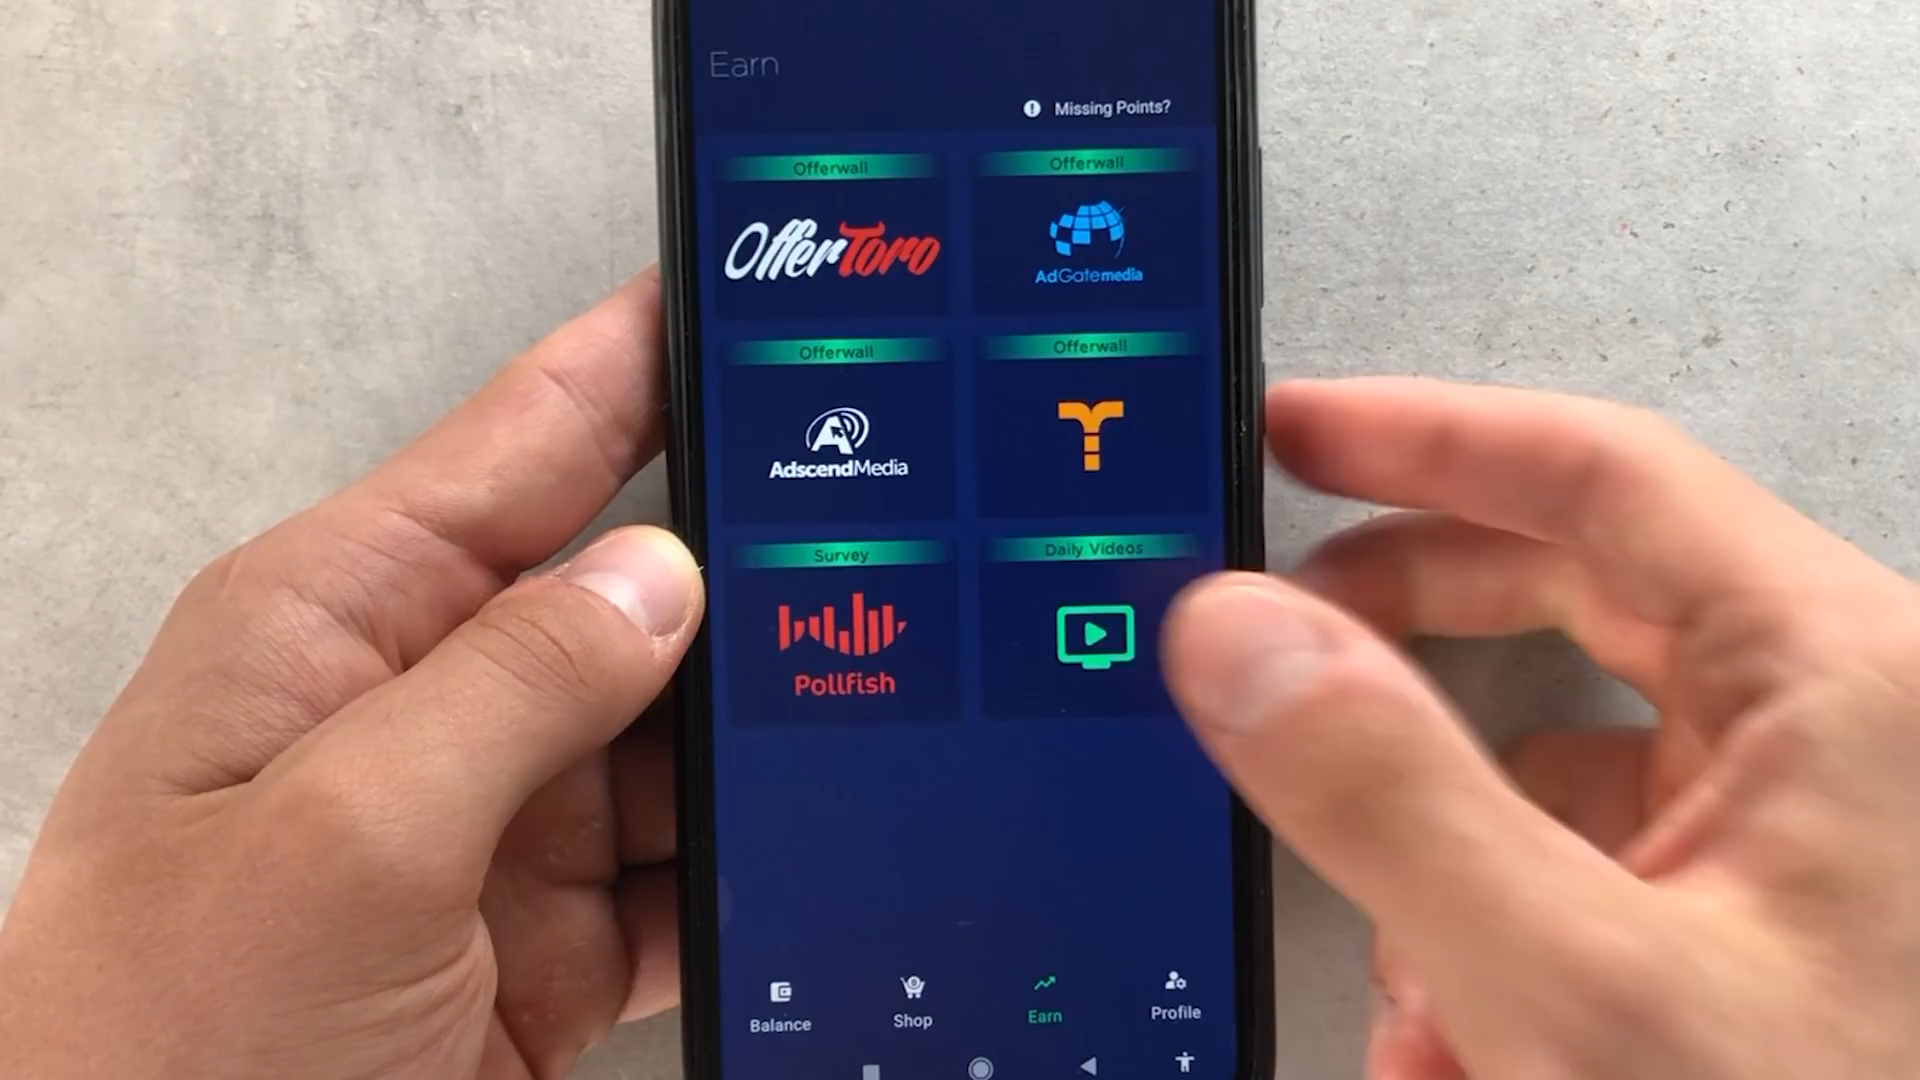 Earn
Missing Points?
Offerwall
Offerwall
OfferToro
AdGatemedia
Offerwall
Offerwall
AdscendMedia
Survey
Daily Videos
Pollfish
Balance
Shop
Earn
Profile